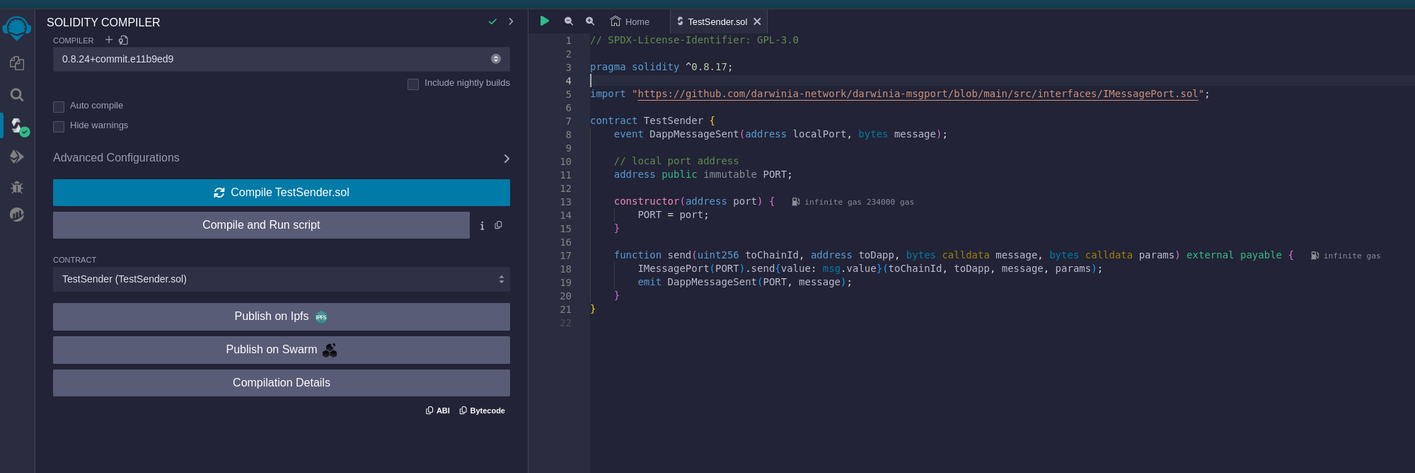 SOLIDITY COMPILER
COMPILER
0.8.24+commit.e11b9ed9
Include nightly builds
Auto compile
Hide warnings
Advanced Configurations
Compile TestSender.sol
Compile and Run script
i
CONTRACT
TestSender (TestSender.sol)
Publish on Ipfs IPFS
Publish on Swarm
Compilation Details
ABI Bytecode
Home TestSender.sol
1 // SPDX-License-Identifier: GPL-3.0
2
3 pragma solidity ^0.8.17;
4
5 import "https://github.com/darwinia-network/darwinia-msgport/blob/main/src/interfaces/IMessagePort.sol";
6
7 contract TestSender {
8 event DappMessageSent(address localPort, bytes message);
9
10 // local port address
11 address public immutable PORT;
12
13 constructor(address port) { infinite gas 234000 gas
14 PORT = port;
15 }
16
17 function send(uint256 toChainId, address toDapp, bytes calldata message, bytes calldata params) external payable { infinite gas
18 IMessagePort(PORT).send{value: msg.value}(toChainId, toDapp, message, params);
19 emit DappMessageSent(PORT, message);
20 }
21 }
22